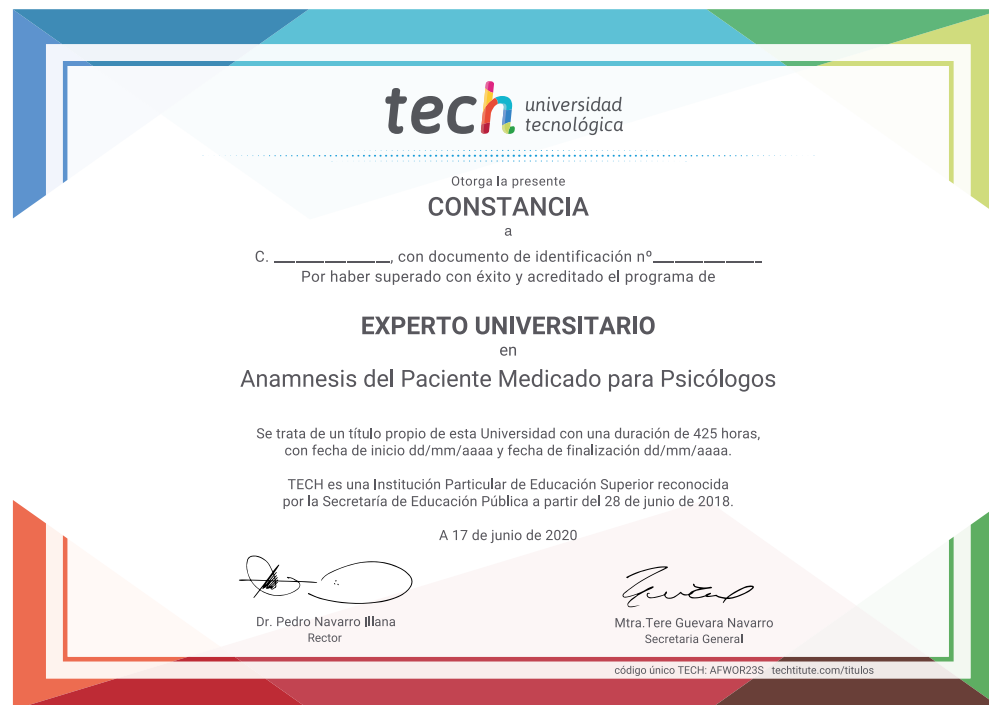 tech universidad
tecnológica
Otorga la presente
CONSTANCIA
a
C. ________________, con documento de identificación nº_______________
Por haber superado con éxito y acreditado el programa de
EXPERTO UNIVERSITARIO
en
Anamnesis del Paciente Medicado para Psicólogos
Se trata de un título propio de esta Universidad con una duración de 425 horas,
con fecha de inicio dd/mm/aaaa y fecha de finalización dd/mm/aaaa.
TECH es una Institución Particular de Educación Superior reconocida
por la Secretaría de Educación Pública a partir del 28 de junio de 2018.
A 17 de junio de 2020
Dr. Pedro Navarro Illana
Rector
Mtra.Tere Guevara Navarro
Secretaria General
código único TECH: AFWOR23S techtitute.com/titulos